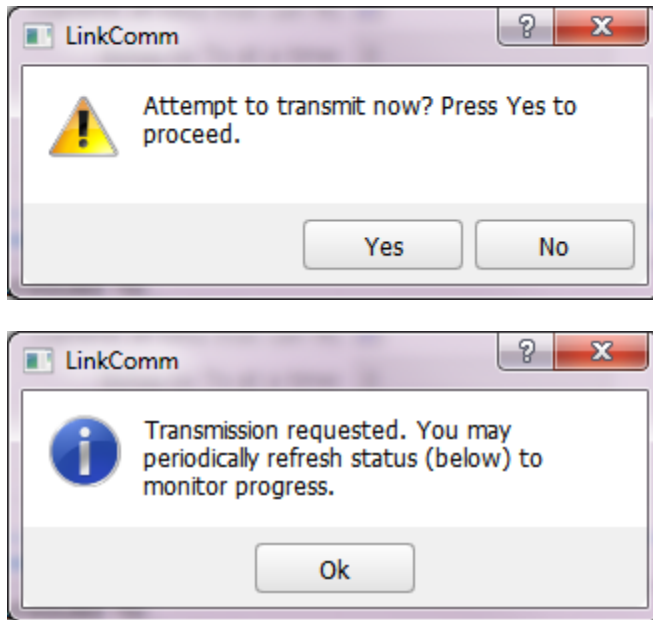 LinkComm
Attempt to transmit now? Press Yes to
proceed.
Yes No
LinkComm
Transmission requested. You may
periodically refresh status (below) to
monitor progress.
Ok